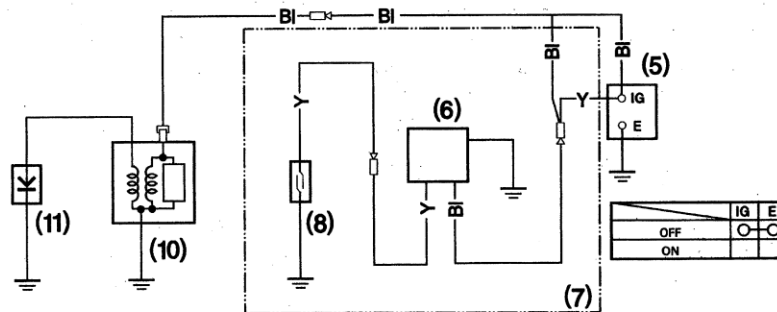 Bl Bl
Bl Bl
(5)
Y Y IG
(6)
E
(11) (10) (8) Y Bl
IG E
OFF
ON
(7)